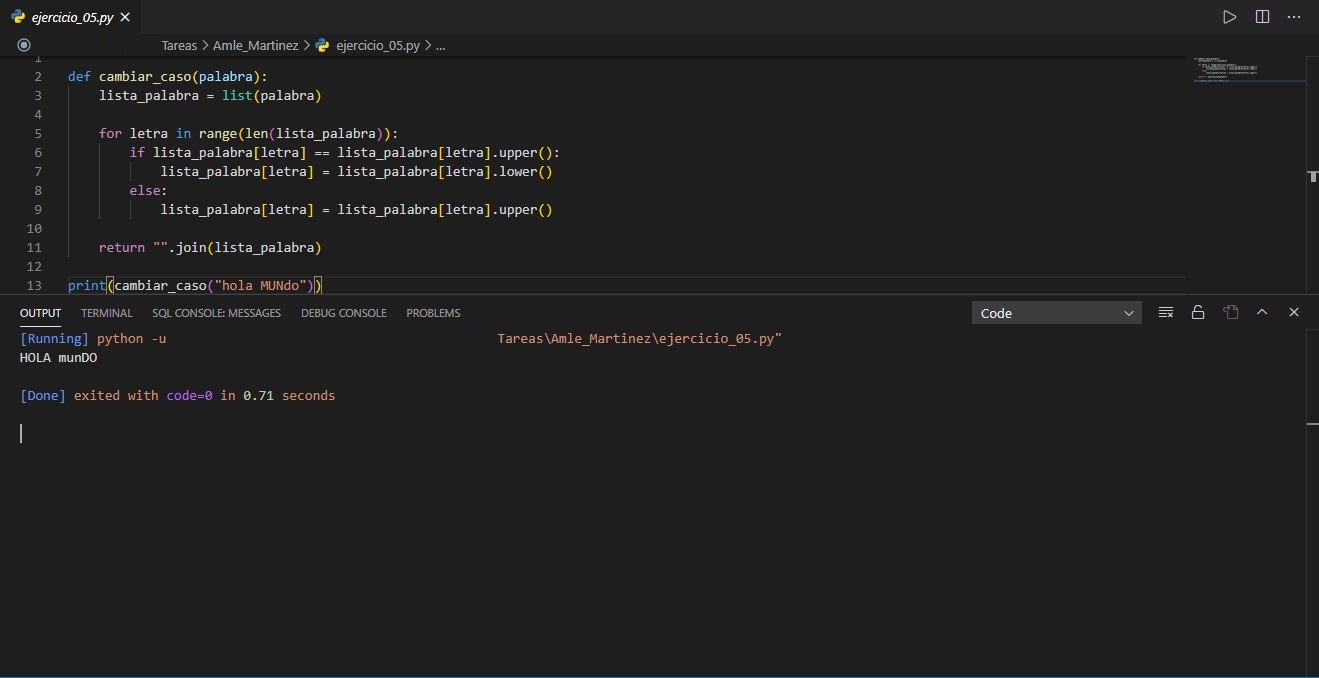 ejercicio_05.py
Tareas > Amle_Martinez > ejercicio_05.py > ...
1
2 def cambiar_caso(palabra):
3     lista_palabra = list(palabra)
4
5     for letra in range(len(lista_palabra)):
6         if lista_palabra[letra] == lista_palabra[letra].upper():
7             lista_palabra[letra] = lista_palabra[letra].lower()
8         else:
9             lista_palabra[letra] = lista_palabra[letra].upper()
10
11     return "".join(lista_palabra)
12
13 print(cambiar_caso("hola MUNdo"))
OUTPUT TERMINAL SQL CONSOLE: MESSAGES DEBUG CONSOLE PROBLEMS Code
[Running] python -u Tareas\Amle_Martinez\ejercicio_05.py"
HOLA munDO
[Done] exited with code=0 in 0.71 seconds